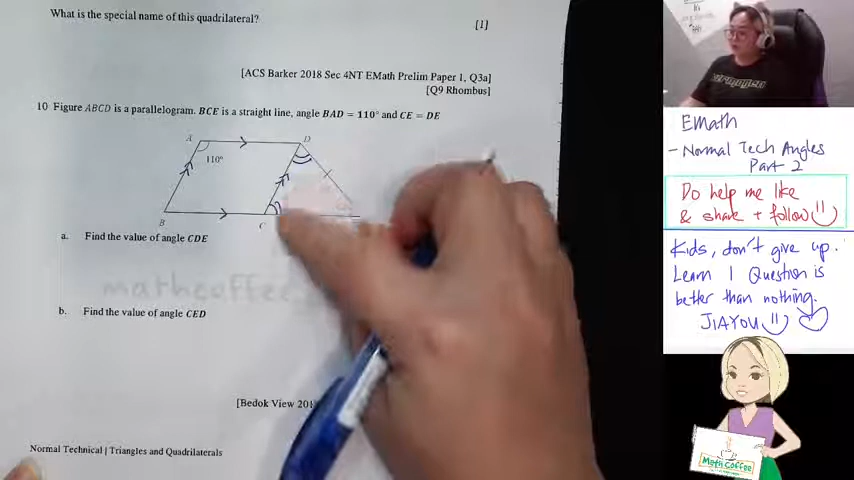 What is the special name of this quadrilateral?
[1]
[ACS Barker 2018 Sec 4NT EMath Prelim Paper 1, Q3a]
[Q9 Rhombus]
10 Figure ABCD is a parallelogram. BCE is a straight line, angle BAD = 110° and CE = DE
A
D
110°
B
C
a. Find the value of angle CDE
mathcoffee
b. Find the value of angle CED
[Bedok View 201
Normal Technical | Triangles and Quadrilaterals
EMath
- Normal Tech Angles
Part 2
Do help me like
& share + follow
Kids, don't give up.
Learn 1 Question is
better than nothing.
JIAYOU
Math Coffee